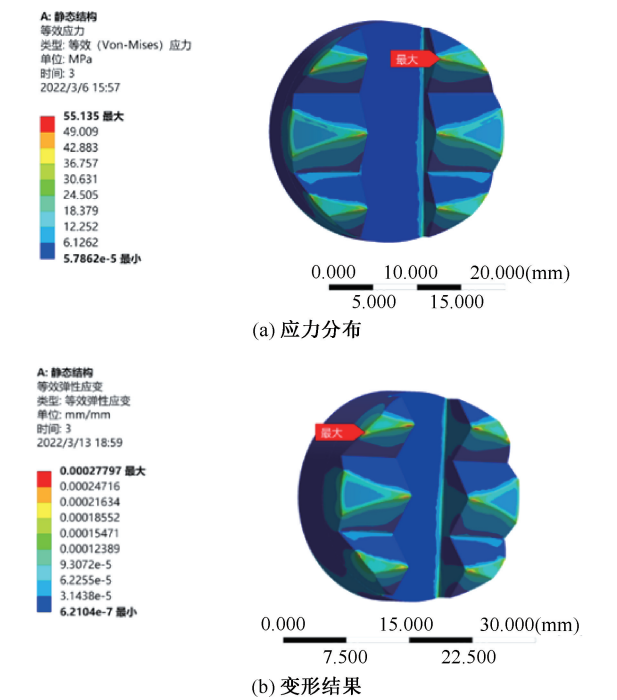 A: 静态结构
等效应力
类型: 等效（Von-Mises）应力
单位: MPa
时间: 3
2022/3/6 15:57
55.135 最大
49.009
42.883
36.757
30.631
24.505
18.379
12.252
6.1262
5.7862e-5 最小
最大
0.000 10.000 20.000(mm)
5.000 15.000
(a) 应力分布
A: 静态结构
等效弹性应变
类型: 等效弹性应变
单位: mm/mm
时间: 3
2022/3/13 18:59
0.00027797 最大
0.00024716
0.00021634
0.00018552
0.00015471
0.00012389
9.3072e-5
6.2255e-5
3.1438e-5
6.2104e-7 最小
最大
0.000 15.000 30.000(mm)
7.500 22.500
(b) 变形结果